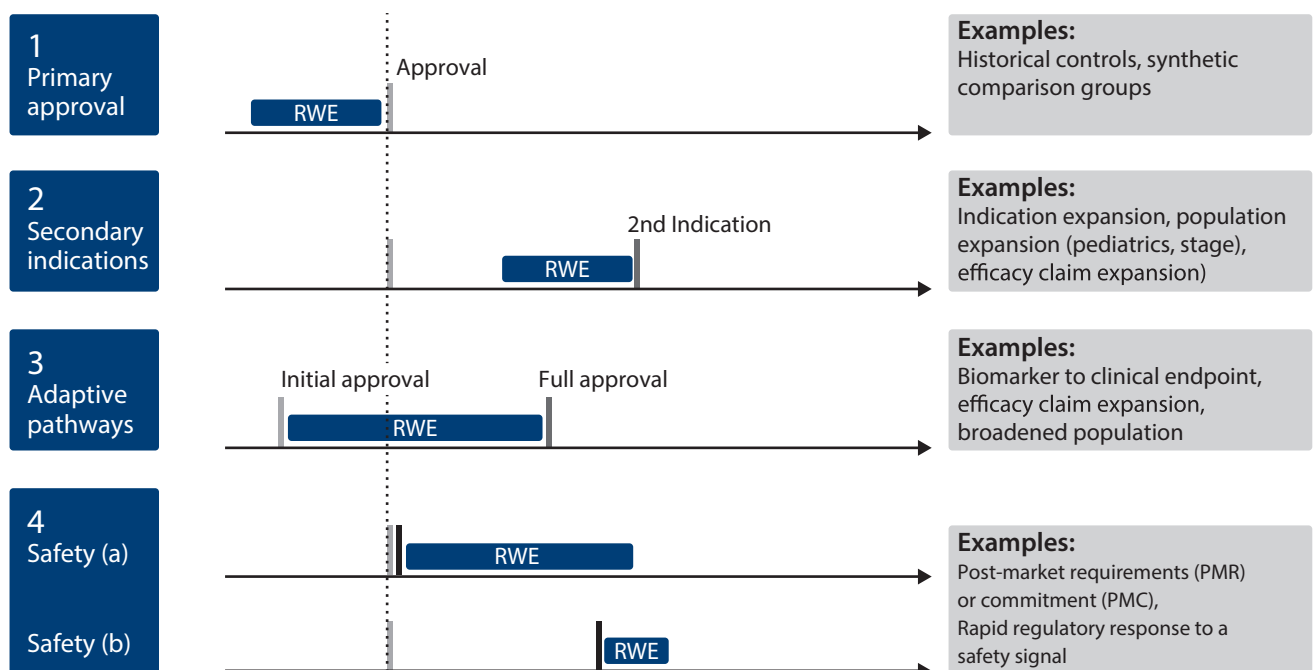 1
Primary
approval
Approval
RWE
Examples:
Historical controls, synthetic
comparison groups
2
Secondary
indications
2nd Indication
RWE
Examples:
Indication expansion, population
expansion (pediatrics, stage),
efficacy claim expansion)
3
Adaptive
pathways
Initial approval
Full approval
RWE
Examples:
Biomarker to clinical endpoint,
efficacy claim expansion,
broadened population
4
Safety (a)
RWE
Safety (b)
RWE
Examples:
Post-market requirements (PMR)
or commitment (PMC),
Rapid regulatory response to a
safety signal